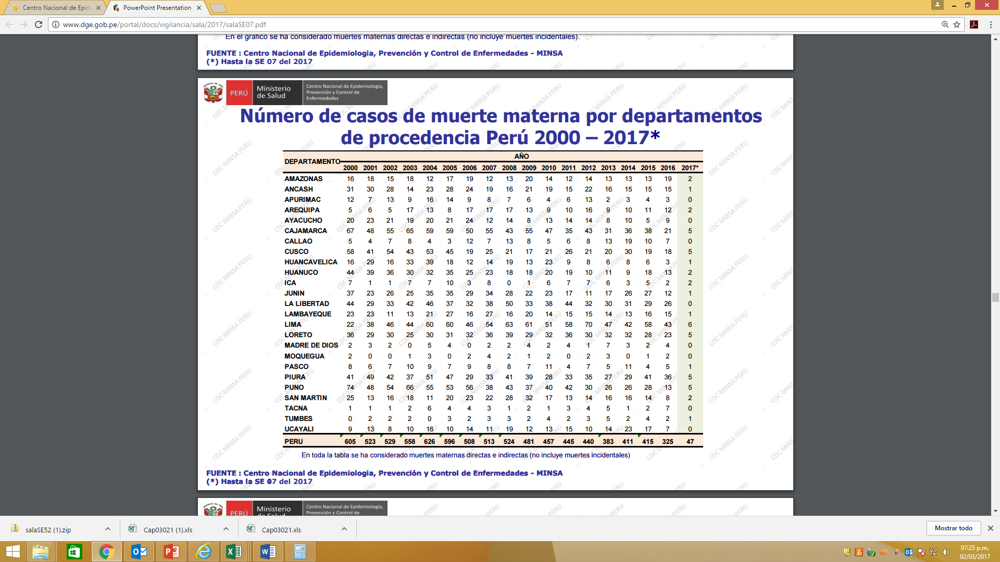 Centro Nacional de Epid
PowerPoint Presentation
www.dge.gob.pe/portal/docs/vigilancia/sala/2017/salaSE07.pdf
En el grafico se ha considerado muertes maternas directas e indirectas (no incluye muertes incidentales).
FUENTE : Centro Nacional de Epidemiologia, Prevención y Control de Enfermedades - MINSA
(*) Hasta la SE 07 del 2017
PERÚ Ministerio de Salud Centro Nacional de Epidemiología, Prevención y Control de Enfermedades
Número de casos de muerte materna por departamentos
de procedencia Perú 2000 – 2017*
DEPARTAMENTO AÑO
2000 2001 2002 2003 2004 2005 2006 2007 2008 2009 2010 2011 2012 2013 2014 2015 2016 2017*
AMAZONAS 16 18 15 18 12 17 19 12 13 20 14 12 14 13 13 13 19 2
ANCASH 31 30 28 14 23 28 24 19 16 21 19 15 22 16 15 15 15 1
APURIMAC 12 7 13 9 16 14 9 8 7 6 4 6 13 2 3 4 3 0
AREQUIPA 5 6 5 17 13 8 17 17 17 13 9 10 16 9 10 11 12 2
AYACUCHO 20 23 21 19 20 21 24 12 14 8 13 14 14 8 10 5 9 0
CAJAMARCA 67 48 55 65 59 59 50 55 43 55 47 35 43 31 36 38 21 5
CALLAO 5 4 7 8 4 3 12 7 13 8 5 6 8 13 19 10 7 0
CUSCO 58 41 54 43 53 45 19 25 21 17 21 26 21 20 30 19 18 5
HUANCAVELICA 16 29 16 33 39 18 12 14 19 13 23 9 8 6 8 6 3 1
HUANUCO 44 39 36 30 32 35 25 23 18 18 20 19 10 11 9 18 13 2
ICA 7 1 1 7 7 10 3 8 0 1 6 7 7 6 3 5 2 2
JUNIN 37 23 26 25 35 35 29 34 28 22 23 17 11 17 26 27 12 1
LA LIBERTAD 44 29 33 42 46 37 32 38 50 33 38 44 32 30 31 29 26 0
LAMBAYEQUE 23 23 11 13 21 27 16 27 16 20 14 15 15 14 13 16 15 1
LIMA 22 38 46 44 60 60 46 54 63 61 51 58 70 47 42 58 43 6
LORETO 36 29 30 25 30 31 32 36 39 29 32 36 30 32 32 28 23 5
MADRE DE DIOS 2 3 2 0 5 4 0 2 2 4 2 4 1 7 3 2 4 0
MOQUEGUA 2 0 0 1 3 0 2 4 2 1 2 0 2 3 0 1 2 0
PASCO 8 6 7 10 9 7 9 8 8 7 11 4 7 5 11 4 5 1
PIURA 41 49 42 37 51 47 29 33 41 39 28 33 35 27 29 41 36 5
PUNO 74 48 54 66 55 53 56 38 43 37 40 42 30 26 26 28 13 5
SAN MARTIN 25 13 16 18 11 20 23 22 28 32 17 13 14 16 16 14 8 2
TACNA 1 1 1 2 6 4 4 3 1 2 1 3 4 5 1 2 7 0
TUMBES 0 2 2 2 0 3 2 3 3 2 4 2 3 5 2 4 2 1
UCAYALI 9 13 8 10 16 10 14 11 19 12 13 15 10 14 23 17 7 0
PERU 605 523 529 558 626 596 508 513 524 481 457 445 440 383 411 415 325 47
En toda la tabla se ha considerado muertes maternas directas e indirectas (no incluye muertes incidentales)
FUENTE : Centro Nacional de Epidemiologia, Prevención y Control de Enfermedades - MINSA
(*) Hasta la SE 07 del 2017
PERÚ Ministerio de Salud Centro Nacional de Epidemiología, Prevención y Control de
salaSE52 (1).zip
Cap03021 (1).xls
Cap03021.xls
Mostrar todo
07:23 p.m.
02/03/2017
CDC MINSA PERU